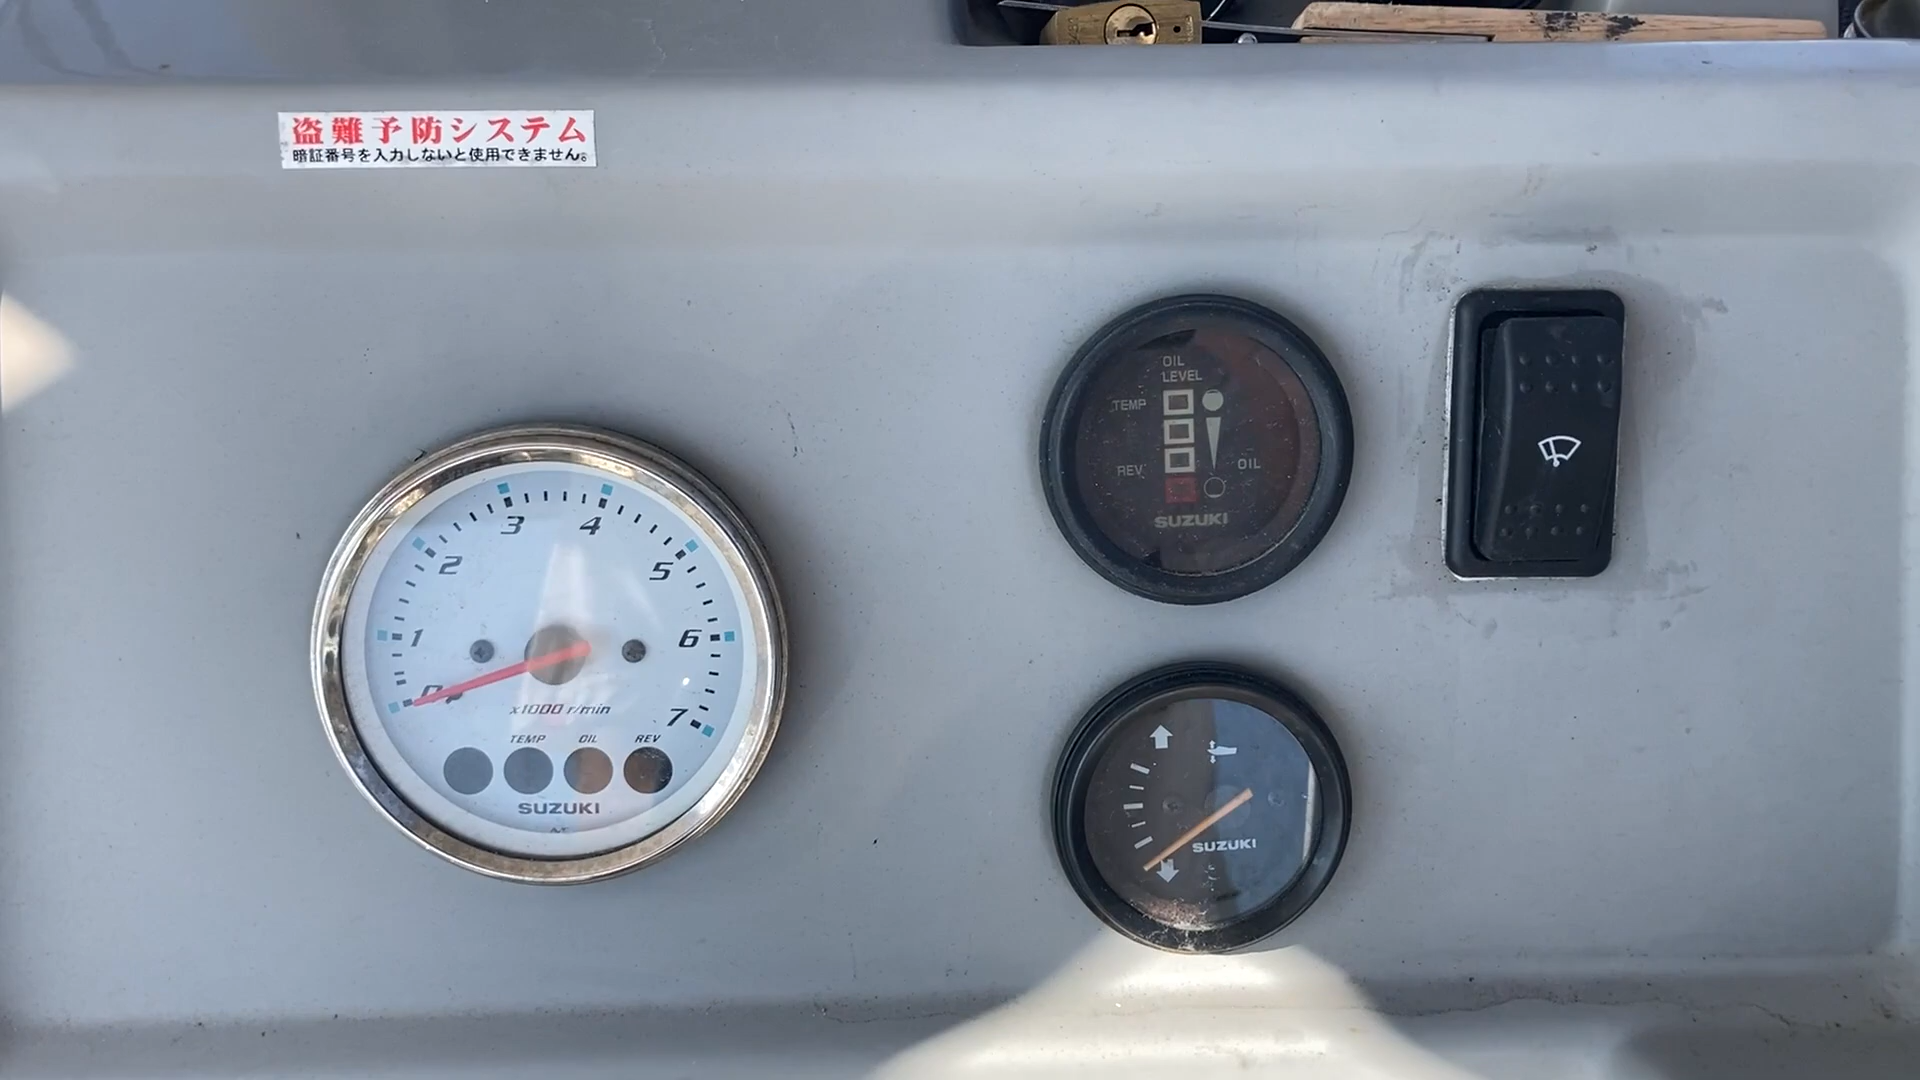 盗難予防システム
暗証番号を入力しないと使用できません。
OIL
LEVEL
TEMP
REV
OIL
SUZUKI
0
1
2
3
4
5
6
7
x1000 r/min
TEMP OIL REV
SUZUKI
SUZUKI